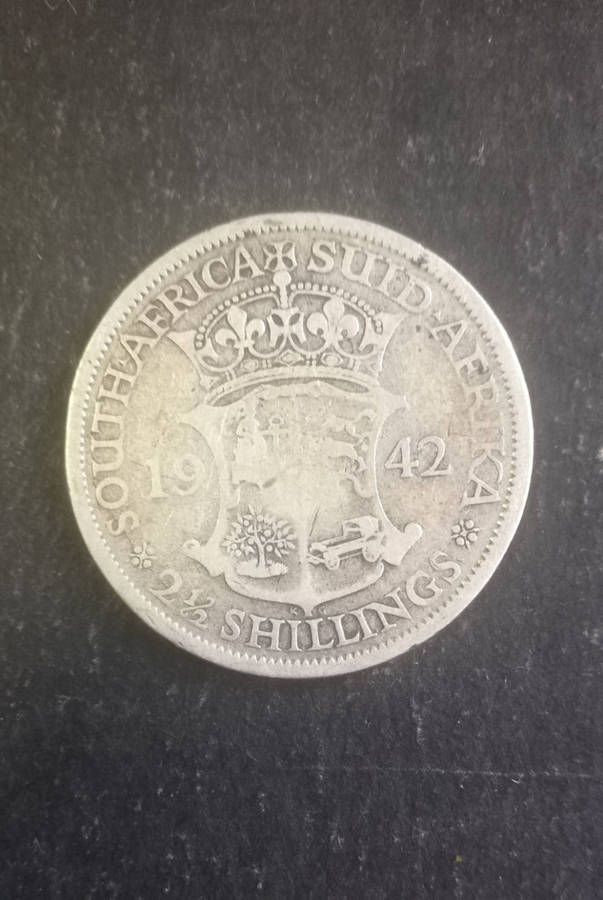 SOUTH AFRICA ✠ SUID-AFRIKA
19 42
2½ SHILLINGS